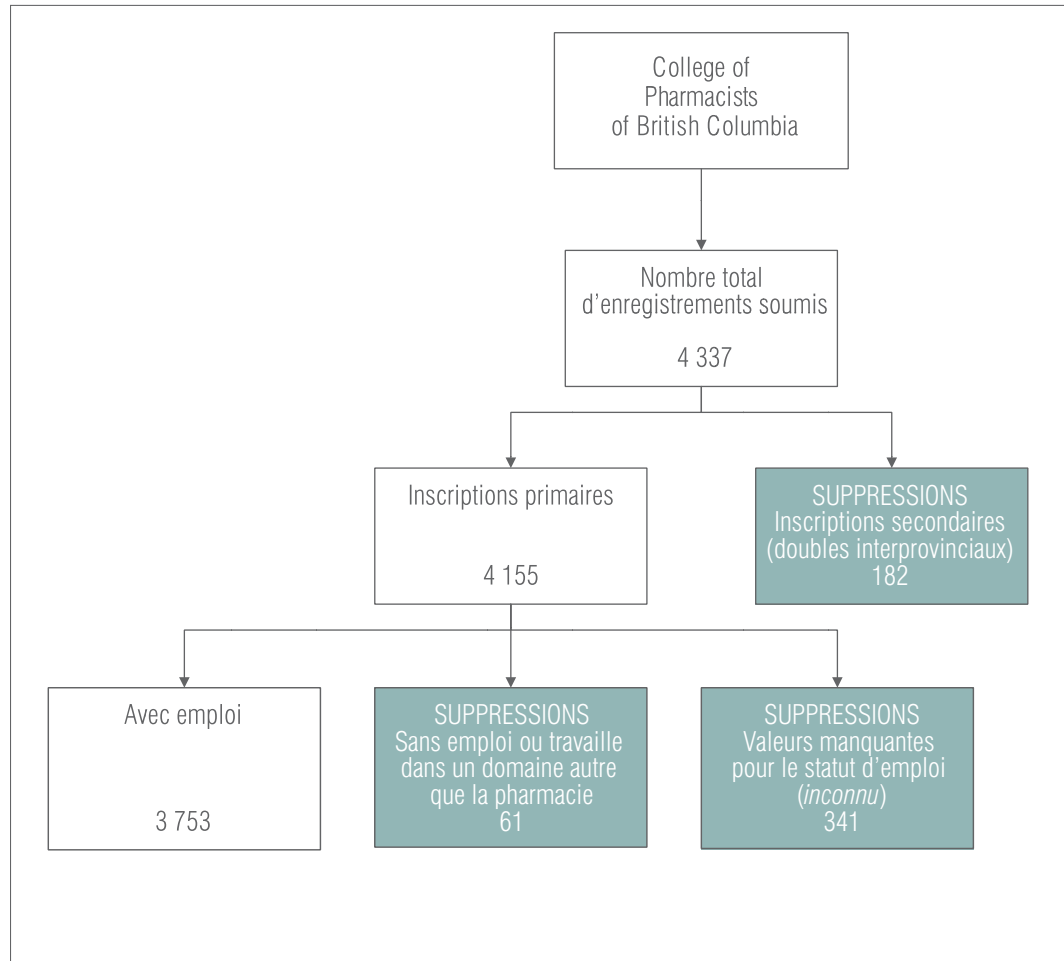 College of
Pharmacists
of British Columbia
Nombre total
d’enregistrements soumis
4 337
Inscriptions primaires
4 155
SUPPRESSIONS
Inscriptions secondaires
(doubles interprovinciaux)
182
Avec emploi
3 753
SUPPRESSIONS
Sans emploi ou travaille
dans un domaine autre
que la pharmacie
61
SUPPRESSIONS
Valeurs manquantes
pour le statut d’emploi
(inconnu)
341